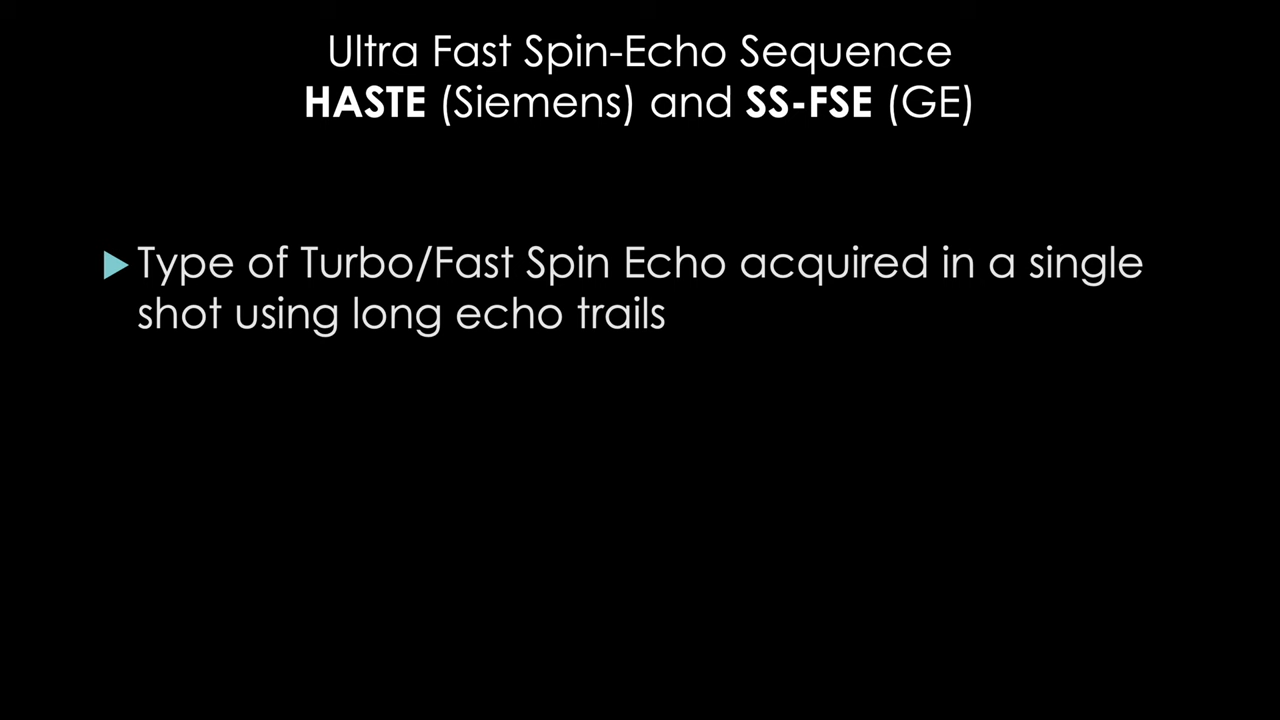 Ultra Fast Spin-Echo Sequence
HASTE (Siemens) and SS-FSE (GE)
Type of Turbo/Fast Spin Echo acquired in a single
shot using long echo trails